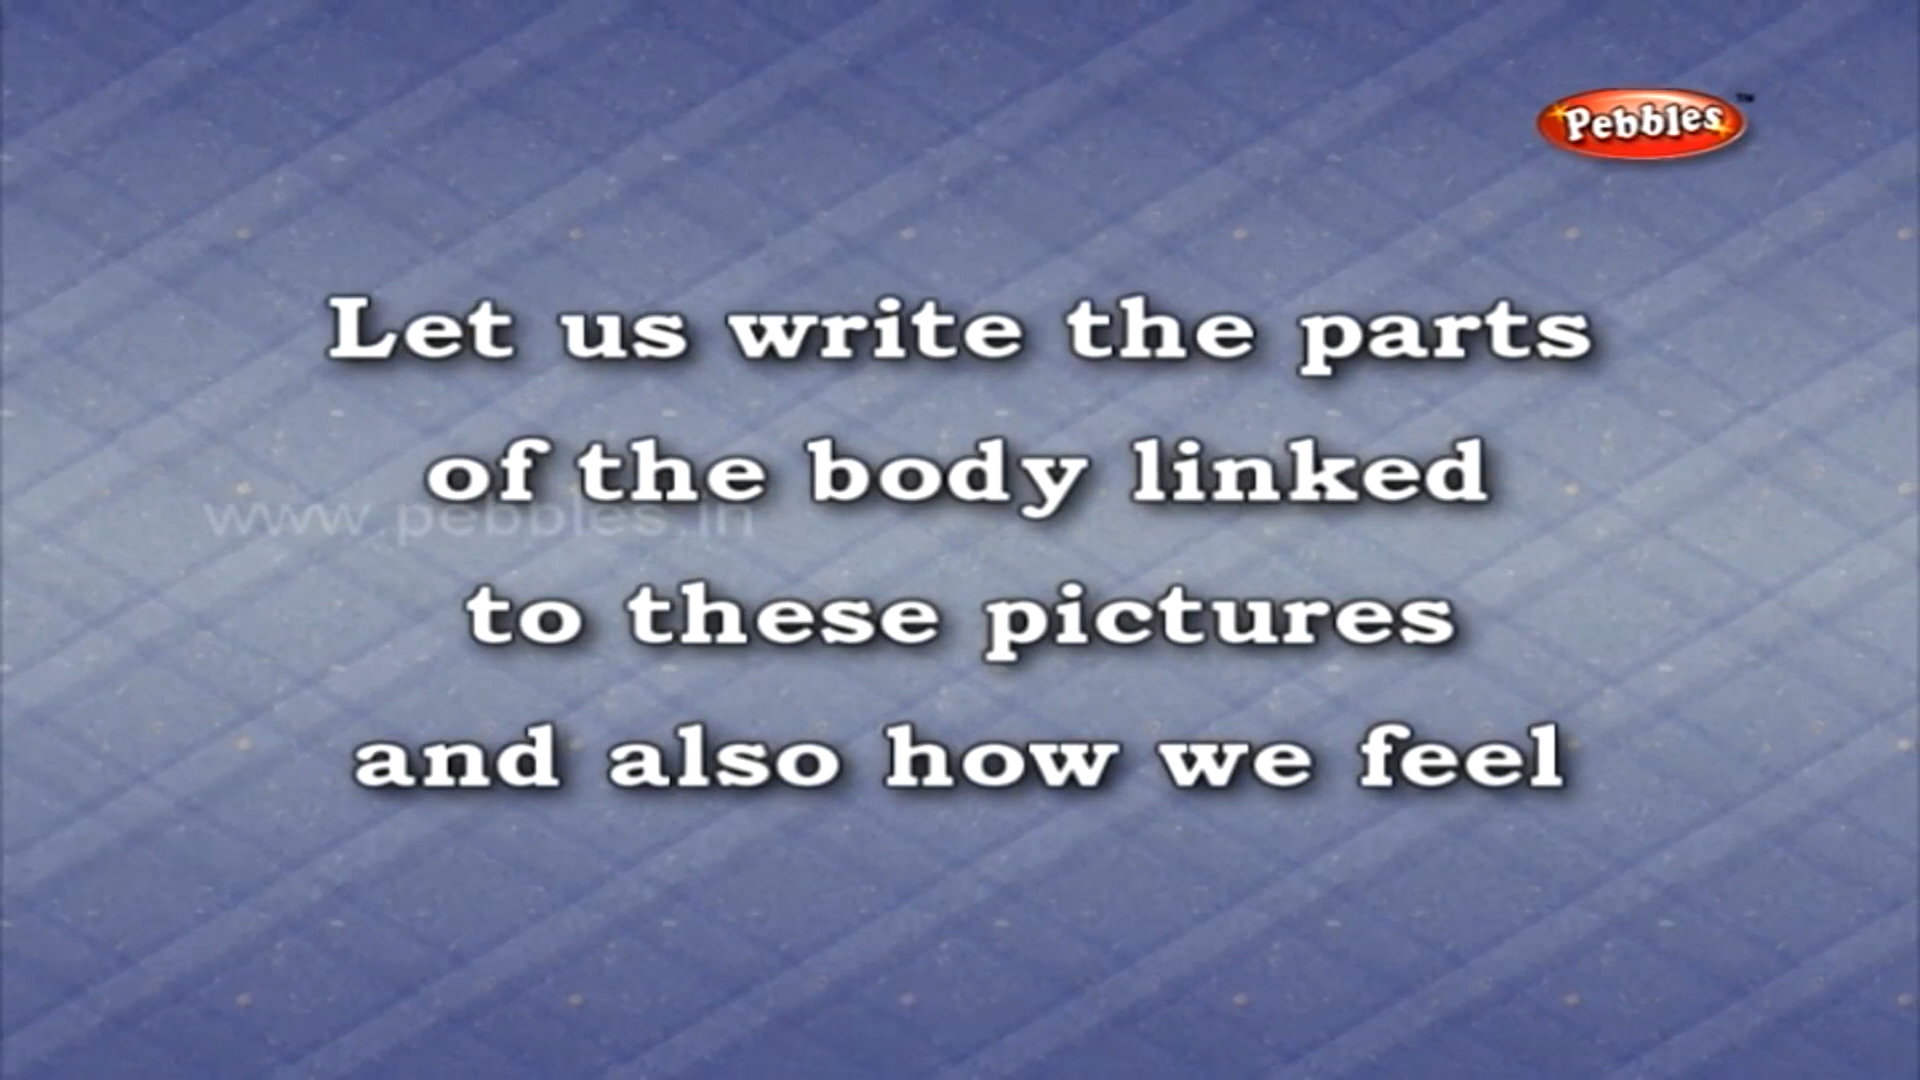 Pebbles™
Let us write the parts
of the body linked
www.pebbles.in
to these pictures
and also how we feel